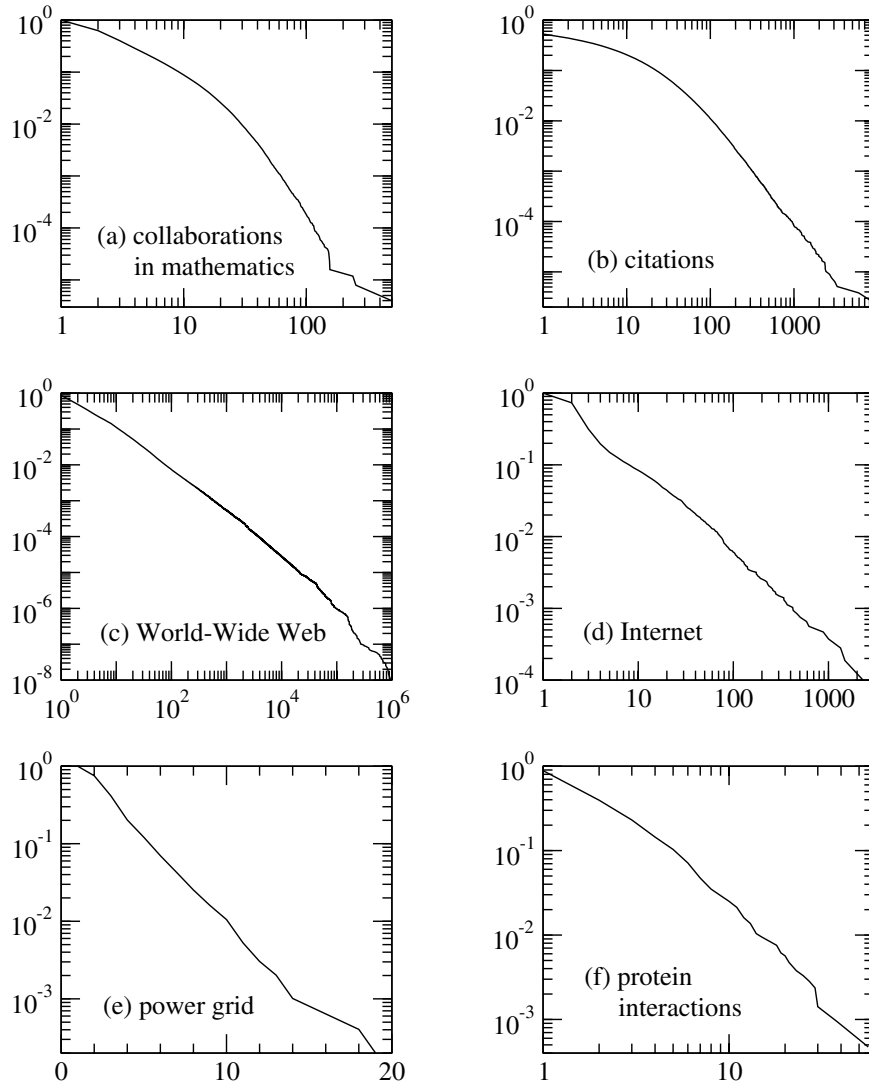 10^0
10^-2
10^-4
(a) collaborations
in mathematics
1 10 100
10^0
10^-2
10^-4
(b) citations
1 10 100 1000
10^0
10^-2
10^-4
10^-6
10^-8
(c) World-Wide Web
10^0 10^2 10^4 10^6
10^0
10^-1
10^-2
10^-3
10^-4
(d) Internet
1 10 100 1000
10^0
10^-1
10^-2
10^-3
(e) power grid
0 10 20
10^0
10^-1
10^-2
10^-3
(f) protein
interactions
1 10